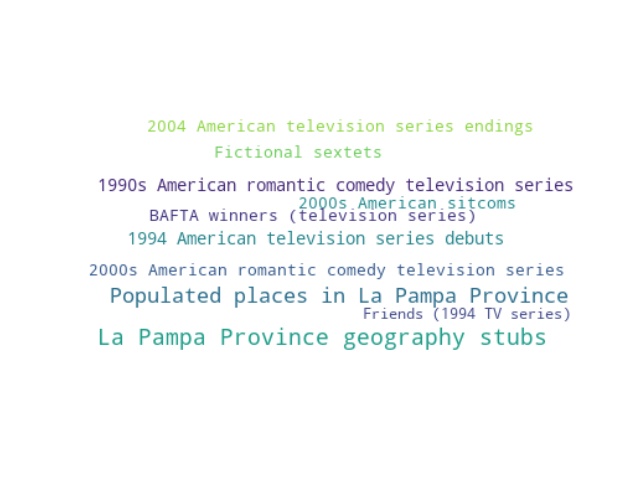 2004 American television series endings
Fictional sextets
1990s American romantic comedy television series
2000s American sitcoms
BAFTA winners (television series)
1994 American television series debuts
2000s American romantic comedy television series
Populated places in La Pampa Province
Friends (1994 TV series)
La Pampa Province geography stubs